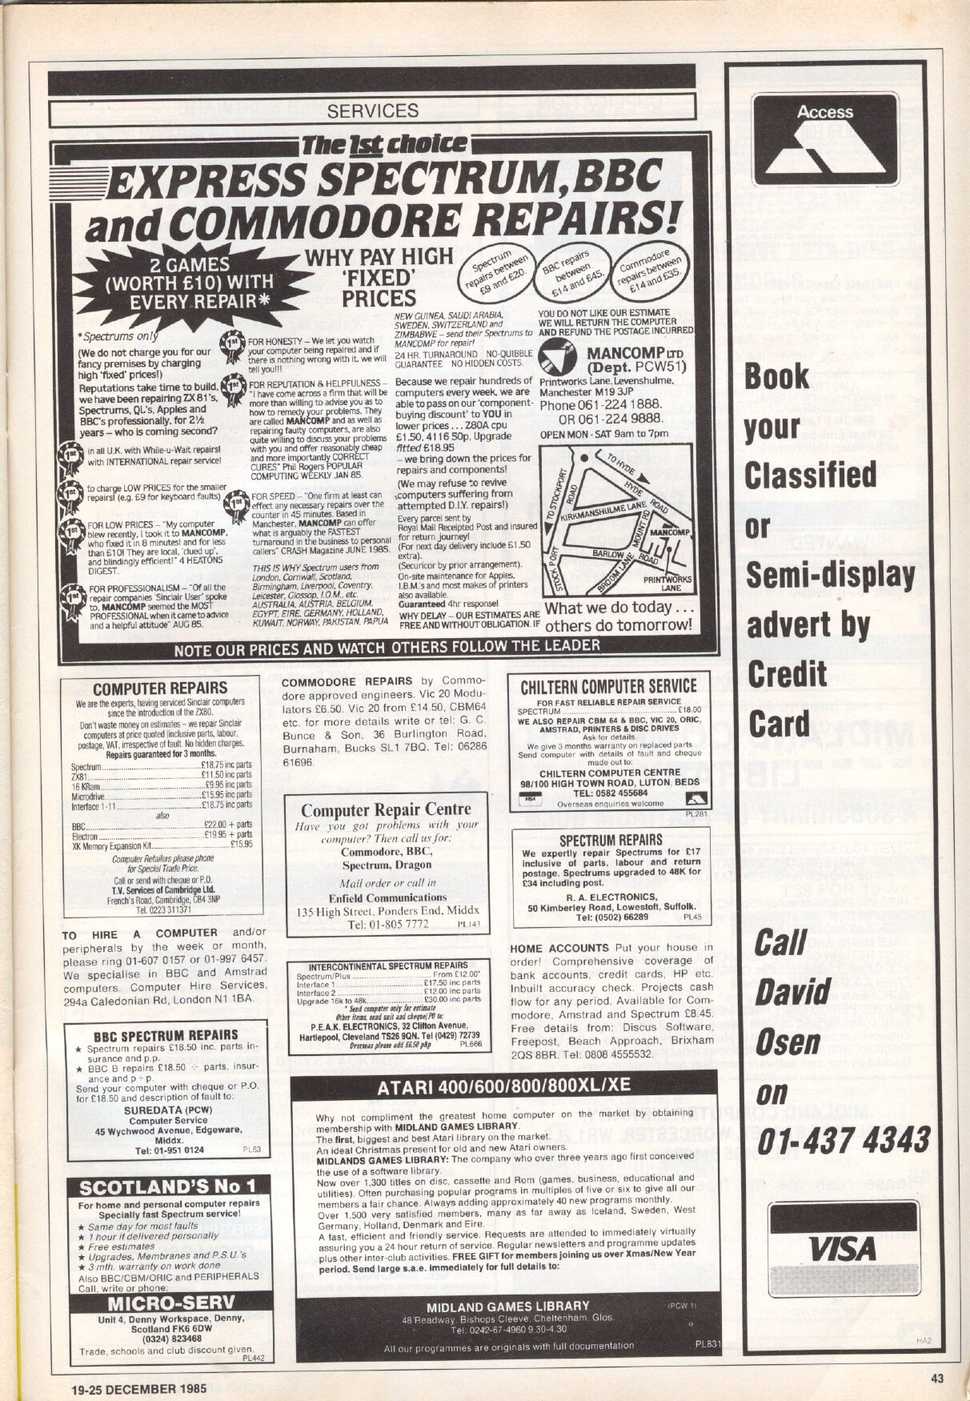 SERVICES
The 1st choice
EXPRESS SPECTRUM, BBC
and COMMODORE REPAIRS!
2 GAMES
(WORTH £10) WITH
EVERY REPAIR*
WHY PAY HIGH
'FIXED'
PRICES
Spectrum
repairs between
£9 and £20.
BBC repairs
between
£14 and £45.
Commodore
repairs between
£14 and £35.
*Spectrums only
(We do not charge you for our
fancy premises by charging
high 'fixed' prices!)
Reputations take time to build,
we have been repairing ZX 81's,
Spectrums, QL's, Apples and
BBC's professionally, for 2½
years – who is coming second?
1st
in all U.K. with While-u-Wait repairs!
with INTERNATIONAL repair service!
1st
to charge LOW PRICES for the smaller
repairs! (e.g. £9 for keyboard faults)
1st
FOR LOW PRICES – "My computer
blew recently, I took it to MANCOMP,
who fixed it in 8 minutes! and for less
than £10! They are local, 'clued up',
and blindingly efficient!" 4 HEATONS
DIGEST.
1st
FOR PROFESSIONALISM – "Of all the
repair companies 'Sinclair User' spoke
to, MANCOMP seemed the MOST
PROFESSIONAL when it came to advice
and a helpful attitude" AUG 85.
1st
FOR HONESTY – We let you watch
your computer being repaired and if
there is nothing wrong with it, we will
tell you!!!
1st
FOR REPUTATION & HELPFULNESS –
"I have come across a firm that will be
more than willing to advise you as to
how to remedy your problems. They
are called MANCOMP and as well as
repairing faulty computers, are also
quite willing to discuss your problems
with you and offer reasonably cheap
and more importantly CORRECT
CURES" Phil Rogers POPULAR
COMPUTING WEEKLY JAN 85.
1st
FOR SPEED – "One firm at least can
effect any necessary repairs over the
counter in 45 minutes. Based in
Manchester, MANCOMP can offer
what is arguably the FASTEST
turnaround in the business to personal
callers" CRASH Magazine JUNE 1985.
THIS IS WHY Spectrum users from
London, Cornwall, Scotland,
Birmingham, Liverpool, Coventry,
Leicester, Glossop, I.O.M., etc.
AUSTRALIA, AUSTRIA, BELGIUM,
EGYPT, EIRE, GERMANY, HOLLAND,
KUWAIT, NORWAY, PAKISTAN, PAPUA
NEW GUINEA, SAUDI ARABIA,
SWEDEN, SWITZERLAND and
ZIMBABWE – send their Spectrums to
MANCOMP for repair!
24 HR. TURNAROUND NO-QUIBBLE
GUARANTEE NO HIDDEN COSTS.
Because we repair hundreds of
computers every week, we are
able to pass on our 'component-
buying discount' to YOU in
lower prices . . . Z80A cpu
£1.50, 4116 50p, Upgrade
fitted £18.95
– we bring down the prices for
repairs and components!
(We may refuse to revive
computers suffering from
attempted D.I.Y. repairs!)
Every parcel sent by
Royal Mail Receipted Post and insured
for return journey!
(For next day delivery include £1.50
extra).
(Securicor by prior arrangement).
On-site maintenance for Apples,
I.B.M's and most makes of printers
also available.
Guaranteed 4hr response!
WHY DELAY – OUR ESTIMATES ARE
FREE AND WITHOUT OBLIGATION. IF
YOU DO NOT LIKE OUR ESTIMATE
WE WILL RETURN THE COMPUTER
AND REFUND THE POSTAGE INCURRED
MANCOMP LTD
(Dept. PCW51)
Printworks Lane, Levenshulme,
Manchester M19 3JP
Phone 061-224 1888.
OR 061-224 9888.
OPEN MON - SAT 9am to 7pm
TO STOCKPORT
ROAD
TO HYDE
HYDE ROAD
KIRKMANSHULME LANE
MOUNT RD
MANCOMP
BARLOW ROAD
STOCK PORT
PRINTWORKS
LANE
What we do today . . .
others do tomorrow!
NOTE OUR PRICES AND WATCH OTHERS FOLLOW THE LEADER
COMPUTER REPAIRS
We are the experts, having serviced Sinclair computers
since the introduction of the ZX80.
Don't waste money on estimates – we repair Sinclair
computers at price quoted (inclusive parts, labour,
postage, VAT, irrespective of fault. No hidden charges.
Repairs guaranteed for 3 months.
Spectrum £18.75 inc parts
ZX81 £11.50 inc parts
16 KRam £9.95 inc parts
Microdrive £15.95 inc parts
Interface 1-11 £18.75 inc parts
also
BBC £22.00 + parts
Electron £19.95 + parts
XK Memory Expansion Kit £15.95
Computer Retailers please phone
for Special Trade Price.
Call or send with cheque or P.O.
T.V. Services of Cambridge Ltd.
French's Road, Cambridge, CB4 3NP
Tel. 0223 311371
TO HIRE A COMPUTER and/or
peripherals by the week or month,
please ring 01-607 0157 or 01-997 6457.
We specialise in BBC and Amstrad
computers. Computer Hire Services,
294a Caledonian Rd, London N1 1BA.
BBC SPECTRUM REPAIRS
★ Spectrum repairs £18.50 inc. parts in-
surance and p.p.
★ BBC B repairs £18.50 + parts, insur-
ance and p + p.
Send your computer with cheque or P.O.
for £18.50 and description of fault to:
SUREDATA (PCW)
Computer Service
45 Wychwood Avenue, Edgeware,
Middx.
Tel: 01-951 0124
PL53
SCOTLAND'S No 1
For home and personal computer repairs
Specially fast Spectrum service!
★ Same day for most faults
★ 1 hour if delivered personally
★ Free estimates
★ Upgrades, Membranes and P.S.U.'s
★ 3 mth. warranty on work done
Also BBC/CBM/ORIC and PERIPHERALS
Call, write or phone:
MICRO-SERV
Unit 4, Denny Workspace, Denny,
Scotland FK6 6DW
(0324) 823468
Trade, schools and club discount given.
PL442
COMMODORE REPAIRS by Commo-
dore approved engineers. Vic 20 Modu-
lators £6.50. Vic 20 from £14.50, CBM64
etc. for more details write or tel: G. C.
Bunce & Son, 36 Burlington Road,
Burnaham, Bucks SL1 7BQ. Tel: 06286
61696.
Computer Repair Centre
Have you got problems with your
computer? Then call us for:
Commodore, BBC,
Spectrum, Dragon
Mail order or call in
Enfield Communications
135 High Street, Ponders End, Middx
Tel: 01-805 7772
PL143
INTERCONTINENTAL SPECTRUM REPAIRS
Spectrum/Plus From £12.00*
Interface 1 £17.50 inc parts
Interface 2 £12.00 inc parts
Upgrade 16k to 48k £30.00 inc parts
* Send computer only for estimate
Other items, send unit and cheque/PO to:
P.E.A.K. ELECTRONICS, 32 Clifton Avenue,
Hartlepool, Cleveland TS26 9QN. Tel (0429) 72739
Overseas please add £6.50 p&p
PL666
CHILTERN COMPUTER SERVICE
FOR FAST RELIABLE REPAIR SERVICE
SPECTRUM £18.00
WE ALSO REPAIR CBM 64 & BBC, VIC 20, ORIC,
AMSTRAD, PRINTERS & DISC DRIVES
Ask for details
We give 3 months warranty on replaced parts
Send computer with details of fault and cheque
made out to:
CHILTERN COMPUTER CENTRE
98/100 HIGH TOWN ROAD, LUTON. BEDS
TEL: 0582 455684
Overseas enquiries welcome
PL281
SPECTRUM REPAIRS
We expertly repair Spectrums for £17
inclusive of parts, labour and return
postage. Spectrums upgraded to 48K for
£34 including post.
R. A. ELECTRONICS,
50 Kimberley Road, Lowestoft, Suffolk.
Tel: (0502) 66289
PL45
HOME ACCOUNTS Put your house in
order! Comprehensive coverage of
bank accounts, credit cards, HP etc.
Inbuilt accuracy check. Projects cash
flow for any period. Available for Com-
modore, Amstrad and Spectrum £8.45.
Free details from: Discus Software,
Freepost, Beach Approach, Brixham
2QS 8BR. Tel: 0808 4555532.
ATARI 400/600/800/800XL/XE
Why not compliment the greatest home computer on the market by obtaining
membership with MIDLAND GAMES LIBRARY.
The first, biggest and best Atari library on the market.
An ideal Christmas present for old and new Atari owners.
MIDLANDS GAMES LIBRARY: The company who over three years ago first conceived
the use of a software library.
Now over 1,300 titles on disc, cassette and Rom (games, business, educational and
utilities). Often purchasing popular programs in multiples of five or six to give all our
members a fair chance. Always adding approximately 40 new programs monthly.
Over 1,500 very satisfied members, many as far away as Iceland, Sweden, West
Germany, Holland, Denmark and Eire.
A fast, efficient and friendly service. Requests are attended to immediately virtually
assuring you a 24 hour return of service. Regular newsletters and programme updates
plus other inter-club activities. FREE GIFT for members joining us over Xmas/New Year
period. Send large s.a.e. immediately for full details to:
MIDLAND GAMES LIBRARY
(PCW 1)
48 Readway, Bishops Cleeve, Cheltenham, Glos.
Tel: 0242-67-4960 9.30-4.30
All our programmes are originals with full documentation
PL831
Access
Book
your
Classified
or
Semi-display
advert by
Credit
Card
Call
David
Osen
on
01-437 4343
VISA
HA2
19-25 DECEMBER 1985
43